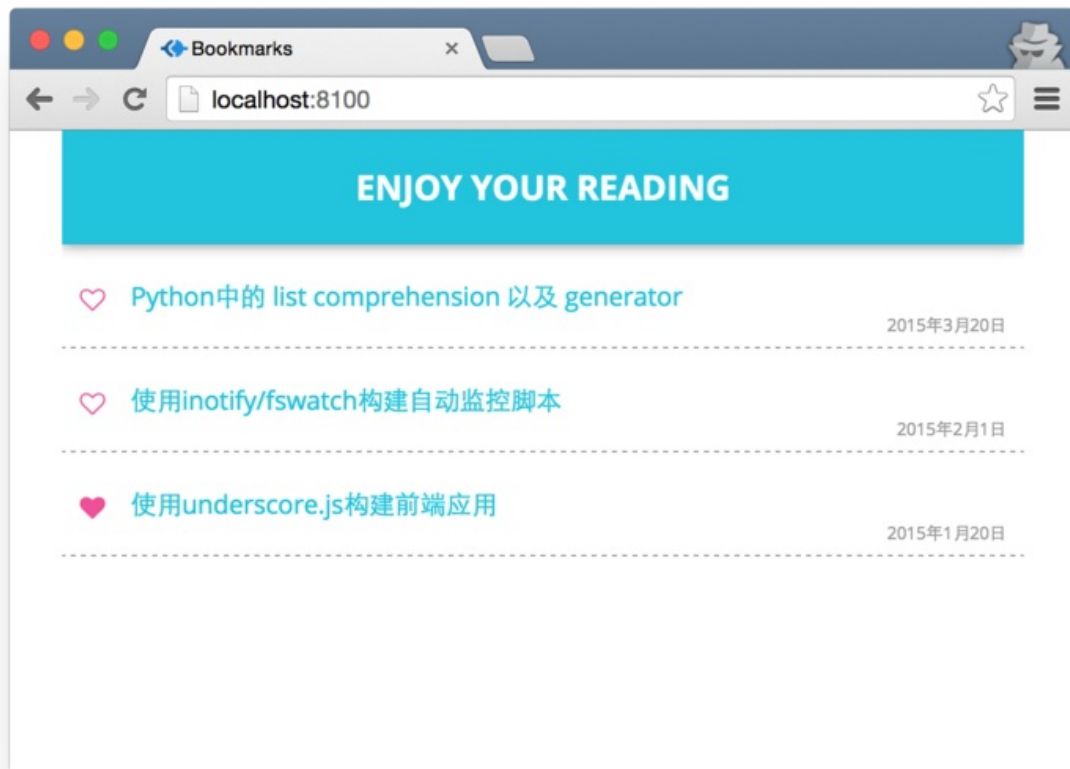 Bookmarks
localhost:8100
ENJOY YOUR READING
Python中的 list comprehension 以及 generator
2015年3月20日
使用inotify/fswatch构建自动监控脚本
2015年2月1日
使用underscore.js构建前端应用
2015年1月20日